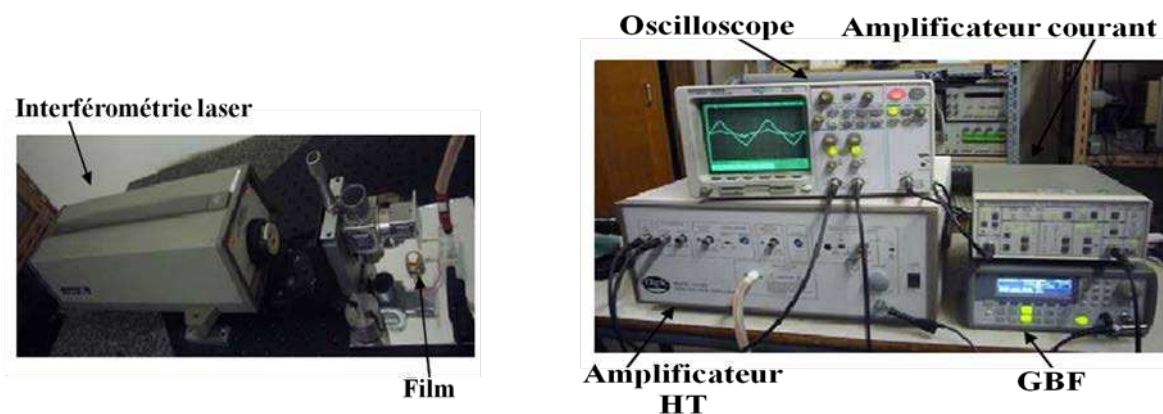 Interférométrie laser
Film
Oscilloscope
Amplificateur courant
Amplificateur
HT
GBF